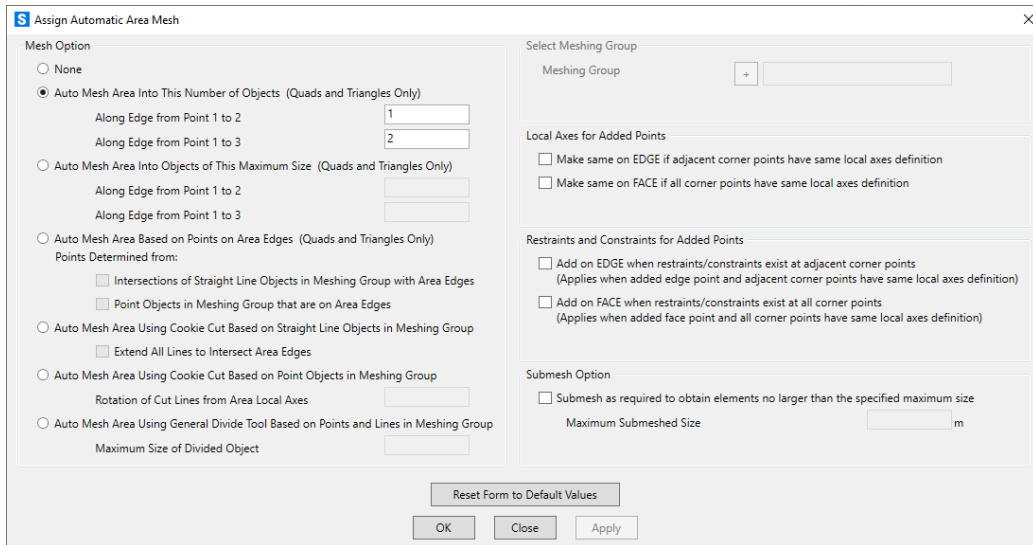 S Assign Automatic Area Mesh
Mesh Option
None
Auto Mesh Area Into This Number of Objects (Quads and Triangles Only)
Along Edge from Point 1 to 2
1
Along Edge from Point 1 to 3
2
Auto Mesh Area Into Objects of This Maximum Size (Quads and Triangles Only)
Along Edge from Point 1 to 2
Along Edge from Point 1 to 3
Auto Mesh Area Based on Points on Area Edges (Quads and Triangles Only)
Points Determined from:
Intersections of Straight Line Objects in Meshing Group with Area Edges
Point Objects in Meshing Group that are on Area Edges
Auto Mesh Area Using Cookie Cut Based on Straight Line Objects in Meshing Group
Extend All Lines to Intersect Area Edges
Auto Mesh Area Using Cookie Cut Based on Point Objects in Meshing Group
Rotation of Cut Lines from Area Local Axes
Auto Mesh Area Using General Divide Tool Based on Points and Lines in Meshing Group
Maximum Size of Divided Object
Select Meshing Group
Meshing Group
+
Local Axes for Added Points
Make same on EDGE if adjacent corner points have same local axes definition
Make same on FACE if all corner points have same local axes definition
Restraints and Constraints for Added Points
Add on EDGE when restraints/constraints exist at adjacent corner points
(Applies when added edge point and adjacent corner points have same local axes definition)
Add on FACE when restraints/constraints exist at all corner points
(Applies when added face point and all corner points have same local axes definition)
Submesh Option
Submesh as required to obtain elements no larger than the specified maximum size
Maximum Submeshed Size
m
Reset Form to Default Values
OK
Close
Apply